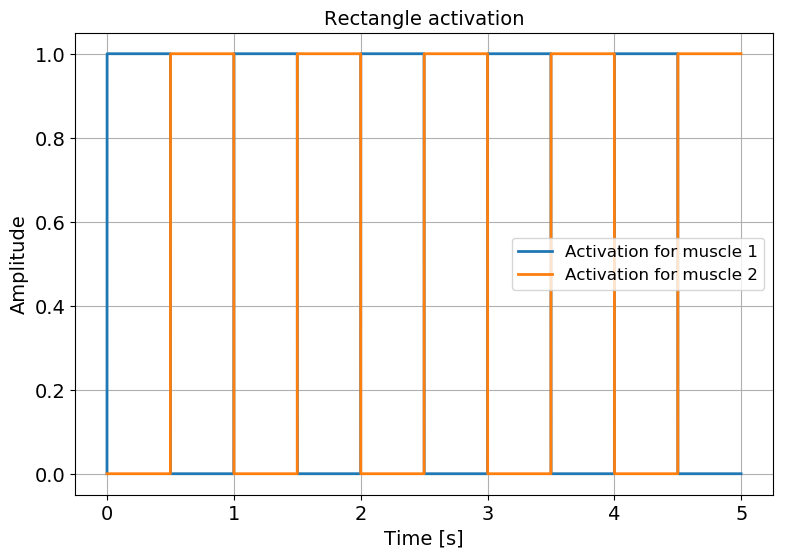 Rectangle activation
Amplitude
1.0
0.8
0.6
0.4
0.2
0.0
Activation for muscle 1
Activation for muscle 2
0 1 2 3 4 5
Time [s]